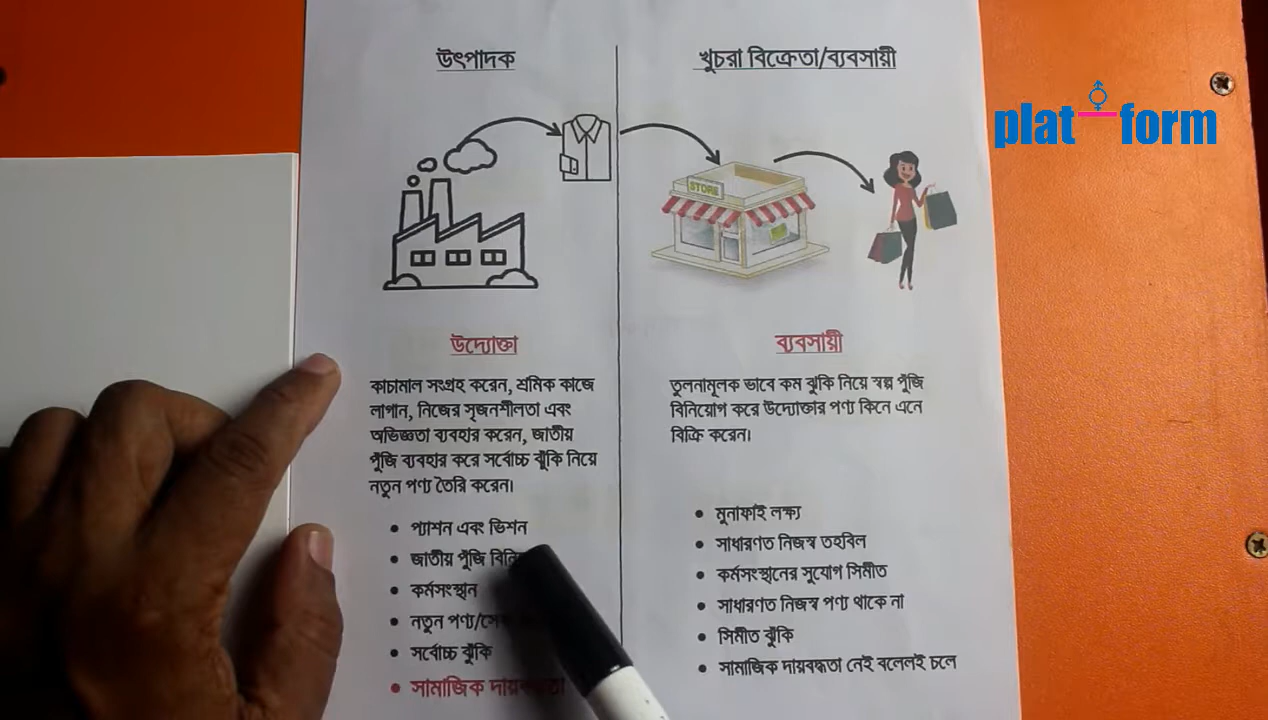 উৎপাদক
কাচামাল সংগ্রহ করেন, শ্রমিক কাজে
লাগান, নিজের সৃজনশীলতা এবং
অভিজ্ঞতা ব্যবহার করেন, জাতীয়
পুঁজি ব্যবহার করে সর্বোচ্চ ঝুঁকি নিয়ে
নতুন পণ্য তৈরি করেন।
উদ্যোক্তা
• প্যাশন এবং ভিশন
• জাতীয় পুঁজি
• কর্মসংস্থান
• নতুন পণ্য/
• সর্বোচ্চ ঝুঁকি
• সামাজিক
খুচরা বিক্রেতা/ব্যবসায়ী
STORE
ব্যবসায়ী
তুলনামূলক ভাবে কম ঝুকি নিয়ে স্বল্প পুঁজি
বিনিয়োগ করে উদ্যোক্তার পণ্য কিনে এনে
বিক্রি করেন।
• মুনাফাই লক্ষ্য
• সাধারণত নিজস্ব তহবিল
• কর্মসংস্থানের সুযোগ সিমীত
• সাধারণত নিজস্ব পণ্য থাকে না
• সিমীত ঝুঁকি
• সামাজিক দায়বদ্ধতা নেই বলেলই চলে
plat form